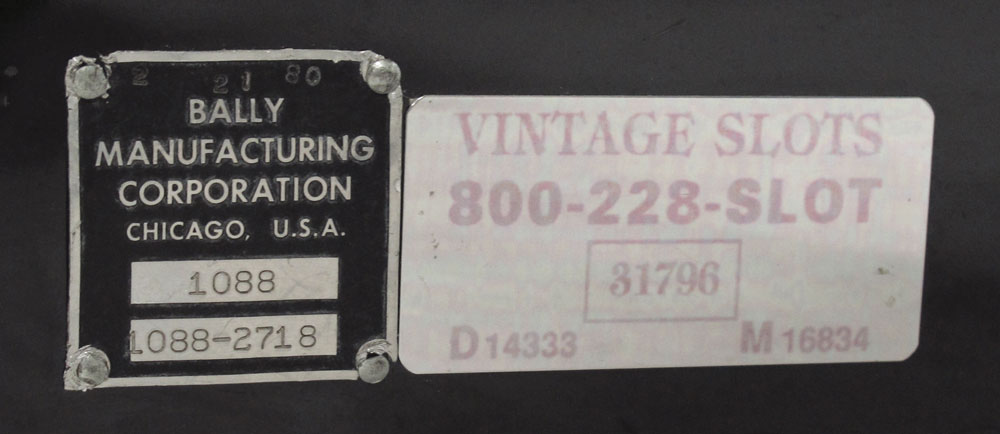 2 21 80
BALLY
MANUFACTURING
CORPORATION
CHICAGO, U.S.A.
1088
1088-2718
VINTAGE SLOTS
800-228-SLOT
31796
D 14333 M 16834